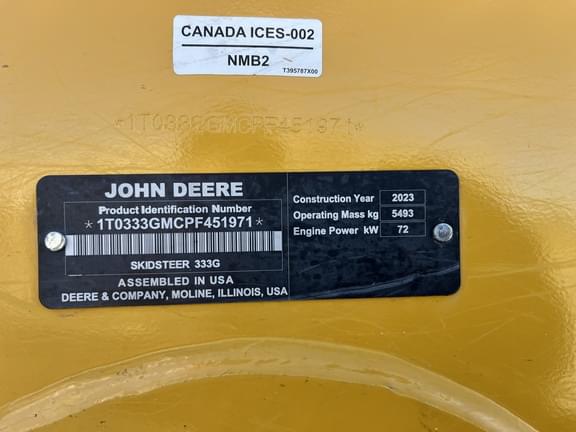 CANADA ICES-002
NMB2
T395787X00
*1T0333GMCPF451971*
JOHN DEERE
Product Identification Number
*1T0333GMCPF451971*
SKIDSTEER 333G
ASSEMBLED IN USA
DEERE & COMPANY, MOLINE, ILLINOIS, USA
Construction Year 2023
Operating Mass kg 5493
Engine Power kW 72